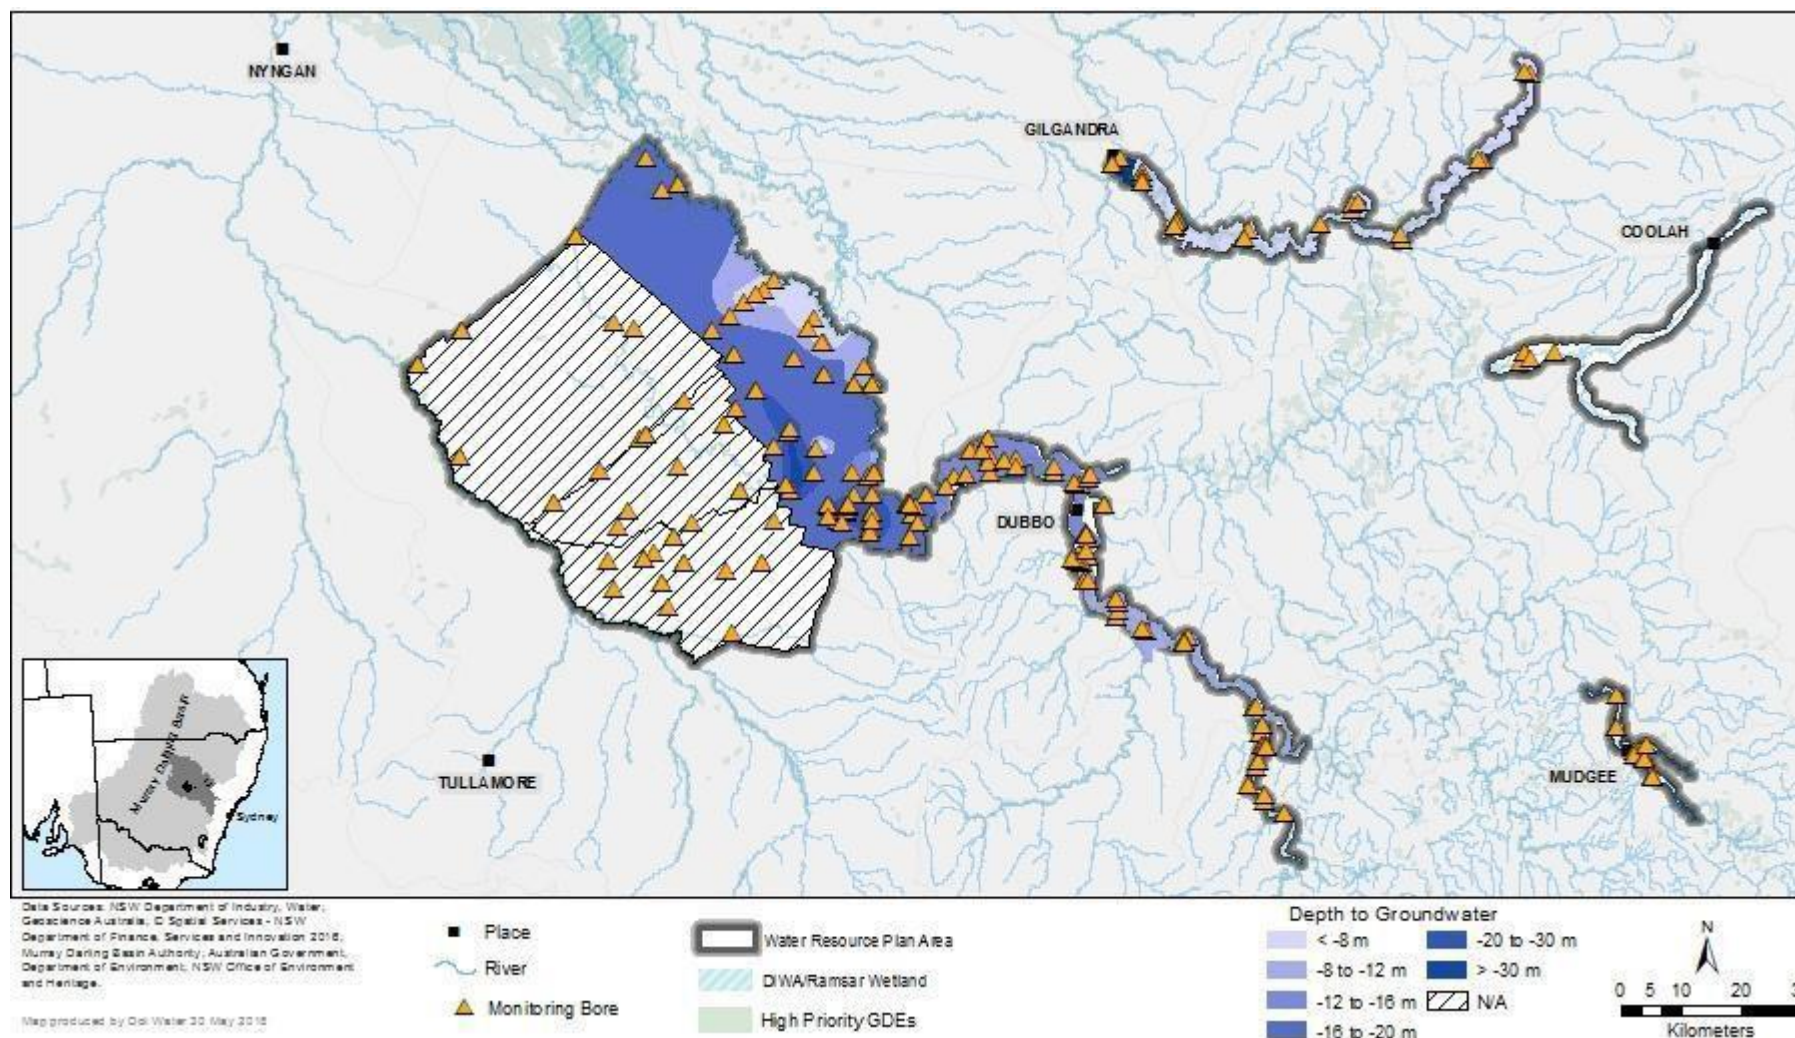 NYNGAN
GILGANDRA
COOLAH
DUBBO
MUDGEE
TULLAMORE
Murray Darling Basin
Sydney
Data Sources: NSW Department of Industry, Water,
Geoscience Australia, © Spatial Services - NSW
Department of Finance, Services and Innovation 2016;
Murray Darling Basin Authority; Australian Government,
Department of Environment; NSW Office of Environment
and Heritage.
Map produced by DoI Water 30 May 2018
Place
River
Monitoring Bore
Water Resource Plan Area
DIWA/Ramsar Wetland
High Priority GDEs
Depth to Groundwater
< -8 m
-8 to -12 m
-12 to -16 m
-16 to -20 m
-20 to -30 m
> -30 m
N/A
N
0 5 10 20
Kilometers